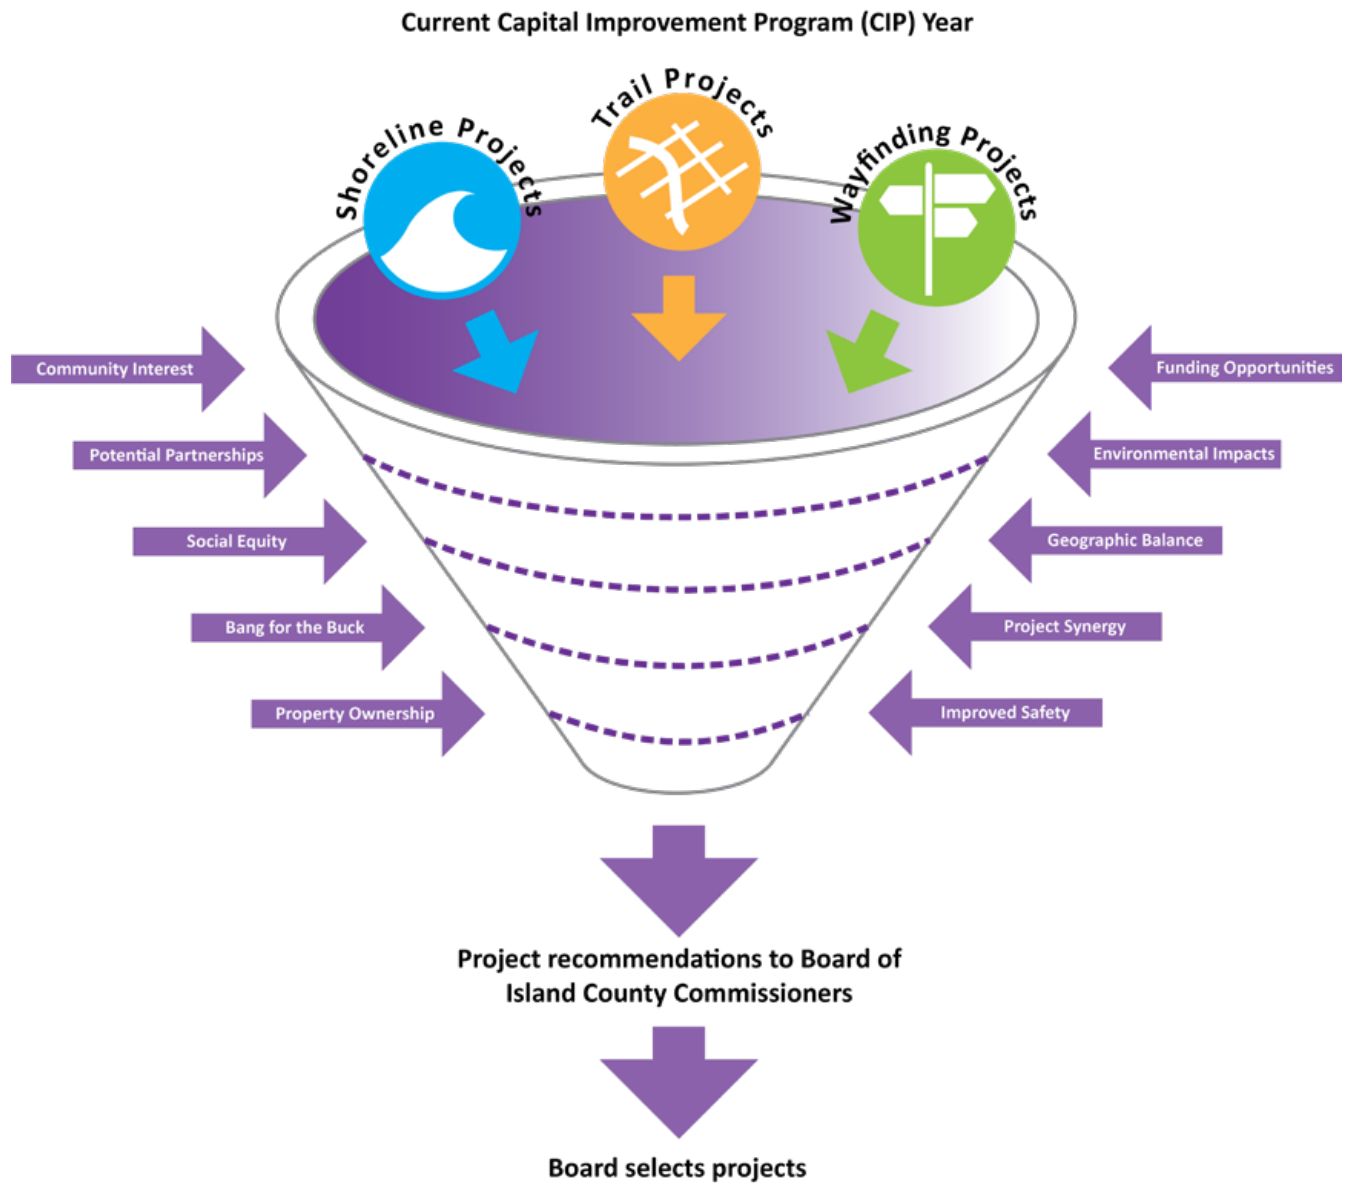 Current Capital Improvement Program (CIP) Year
Shoreline Projects
Trail Projects
Wayfinding Projects
Community Interest
Funding Opportunities
Potential Partnerships
Environmental Impacts
Social Equity
Geographic Balance
Bang for the Buck
Project Synergy
Property Ownership
Improved Safety
Project recommendations to Board of
Island County Commissioners
Board selects projects